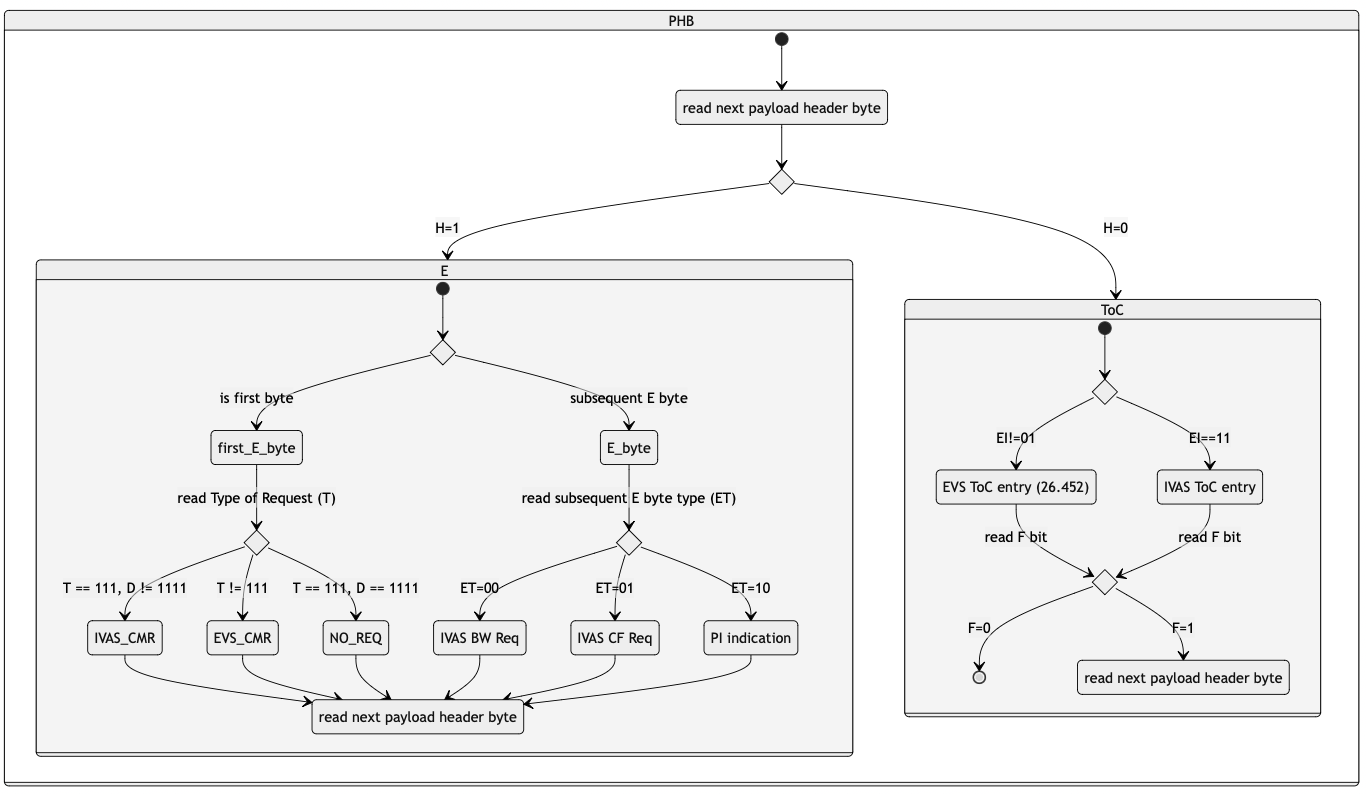 PHB
read next payload header byte
H=1
H=0
E
ToC
is first byte
subsequent E byte
EI!=01
EI==11
first_E_byte
E_byte
EVS ToC entry (26.452)
IVAS ToC entry
read Type of Request (T)
read subsequent E byte type (ET)
read F bit
read F bit
T == 111, D != 1111
T != 111
T == 111, D == 1111
ET=00
ET=01
ET=10
F=0
F=1
IVAS_CMR
EVS_CMR
NO_REQ
IVAS BW Req
IVAS CF Req
PI indication
read next payload header byte
read next payload header byte